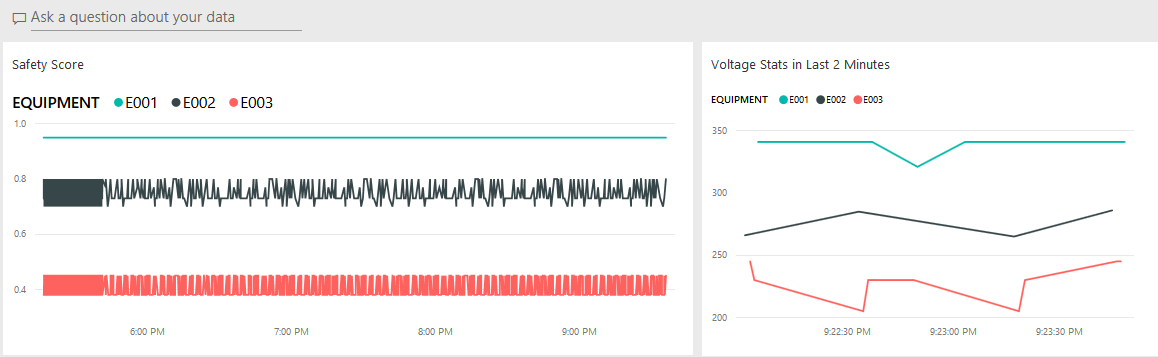 Ask a question about your data
Safety Score
EQUIPMENT E001 E002 E003
1.0
0.8
0.6
0.4
6:00 PM 7:00 PM 8:00 PM 9:00 PM
Voltage Stats in Last 2 Minutes
EQUIPMENT E001 E002 E003
350
300
250
200
9:22:30 PM 9:23:00 PM 9:23:30 PM